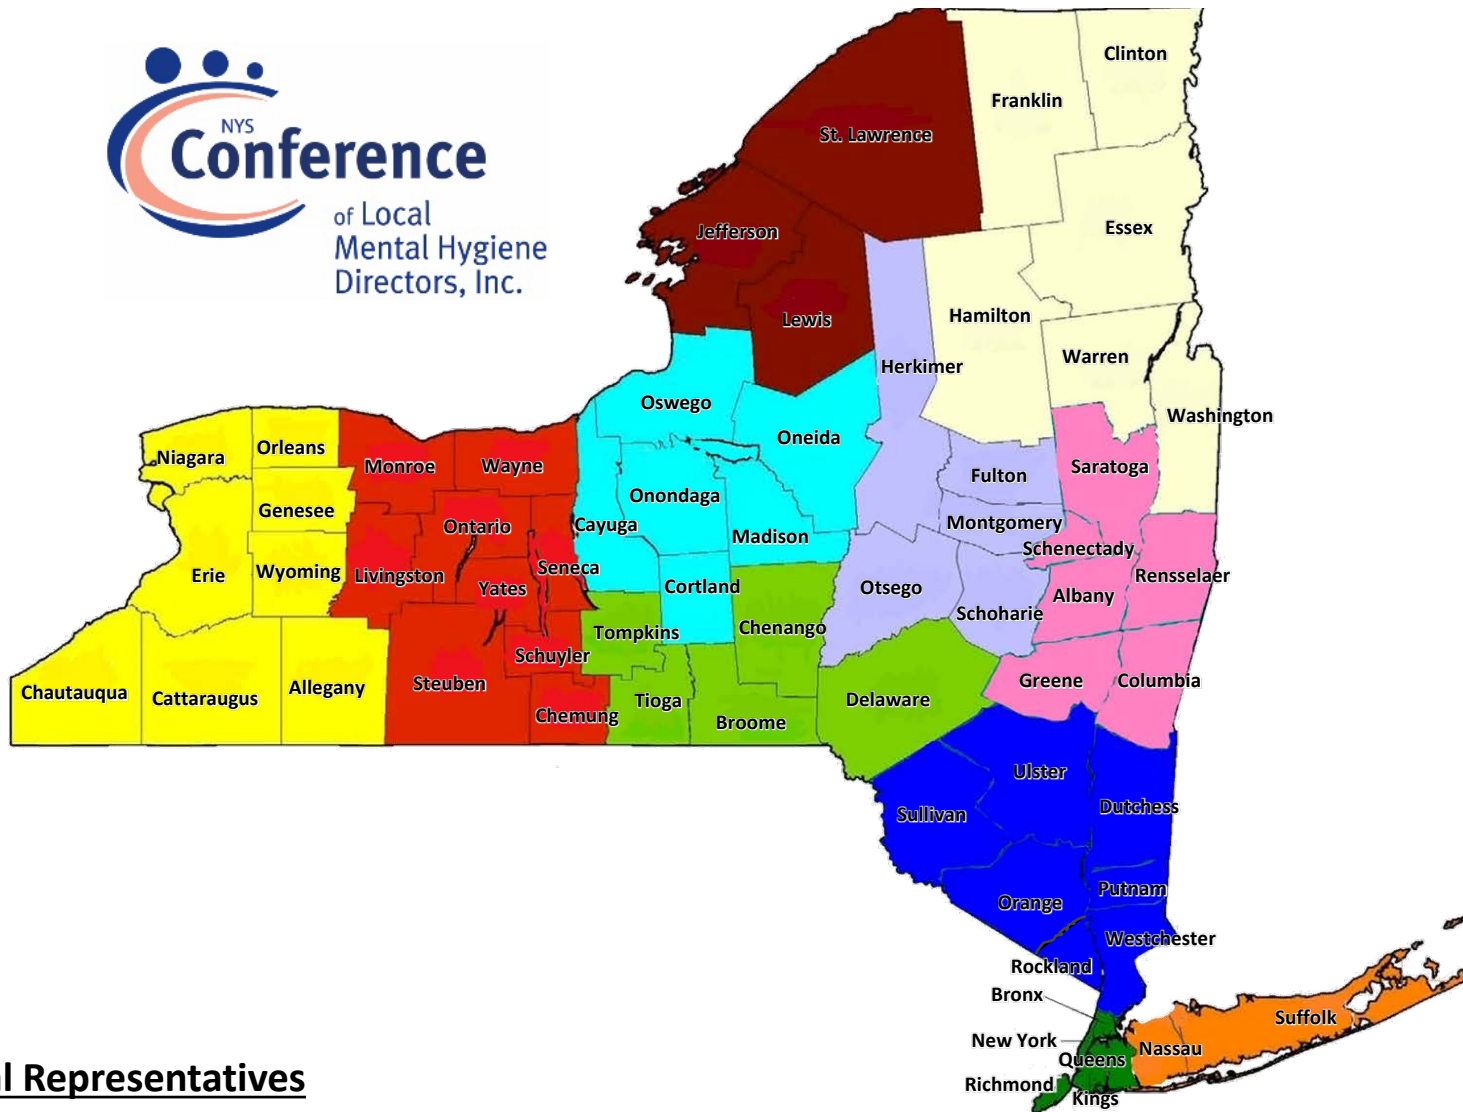 NYS
Conference
of Local
Mental Hygiene
Directors, Inc.
Clinton
Franklin
St. Lawrence
Essex
Jefferson
Hamilton
Lewis
Warren
Herkimer
Oswego
Washington
Oneida
Orleans
Niagara
Monroe
Wayne
Saratoga
Fulton
Onondaga
Genesee
Ontario
Cayuga
Montgomery
Madison
Schenectady
Seneca
Wyoming
Erie
Livingston
Rensselaer
Yates
Cortland
Otsego
Albany
Schoharie
Chenango
Tompkins
Schuyler
Greene
Columbia
Steuben
Allegany
Chautauqua
Cattaraugus
Tioga
Delaware
Chemung
Broome
Ulster
Dutchess
Sullivan
Putnam
Orange
Westchester
Rockland
Bronx
Suffolk
New York
Nassau
Queens
Richmond
Kings
l Representatives